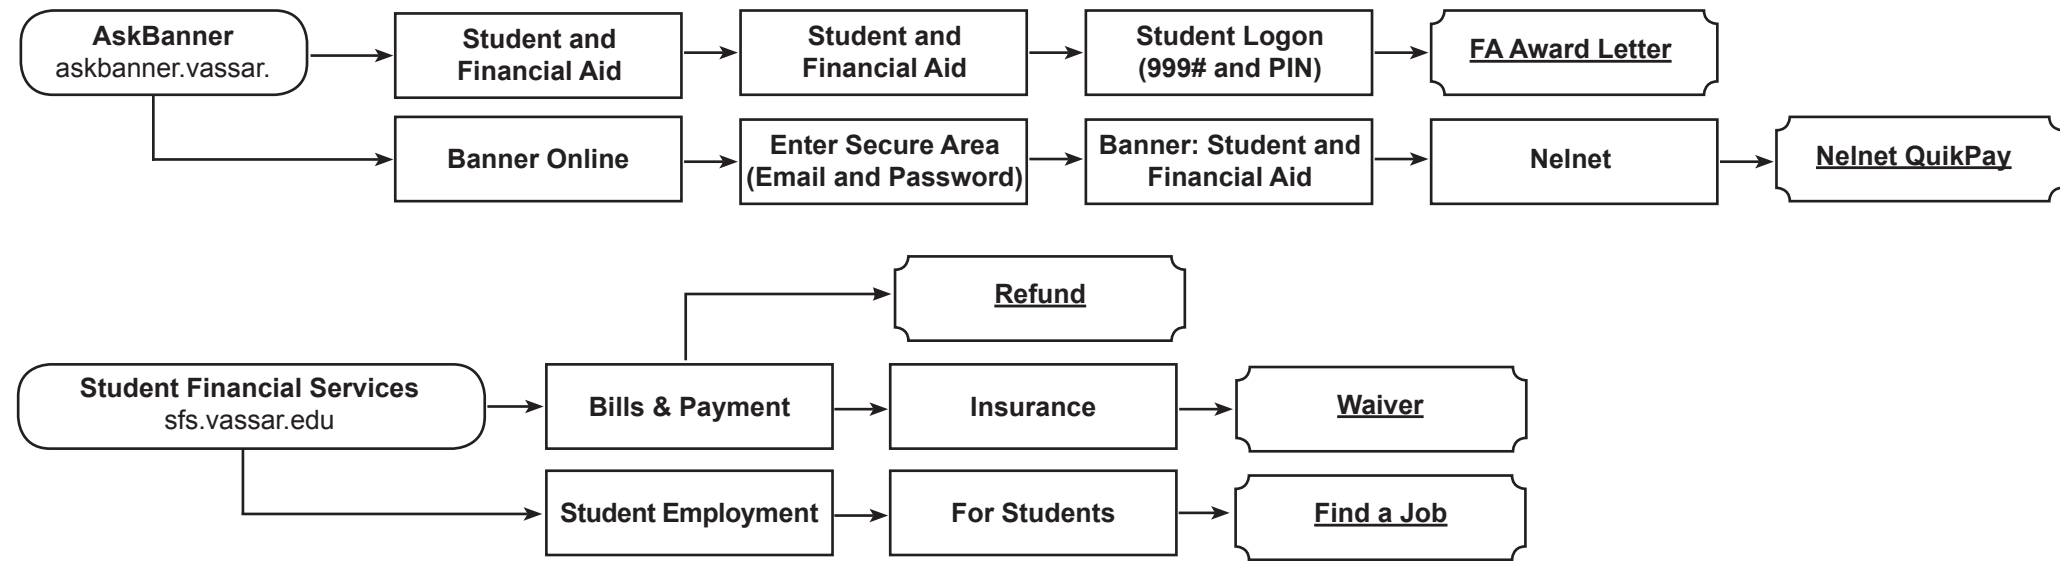 AskBanner
askbanner.vassar.
Student and
Financial Aid
Student and
Financial Aid
Student Logon
(999# and PIN)
FA Award Letter
Banner Online
Enter Secure Area
(Email and Password)
Banner: Student and
Financial Aid
Nelnet
Nelnet QuikPay
Refund
Student Financial Services
sfs.vassar.edu
Bills & Payment
Insurance
Waiver
Student Employment
For Students
Find a Job